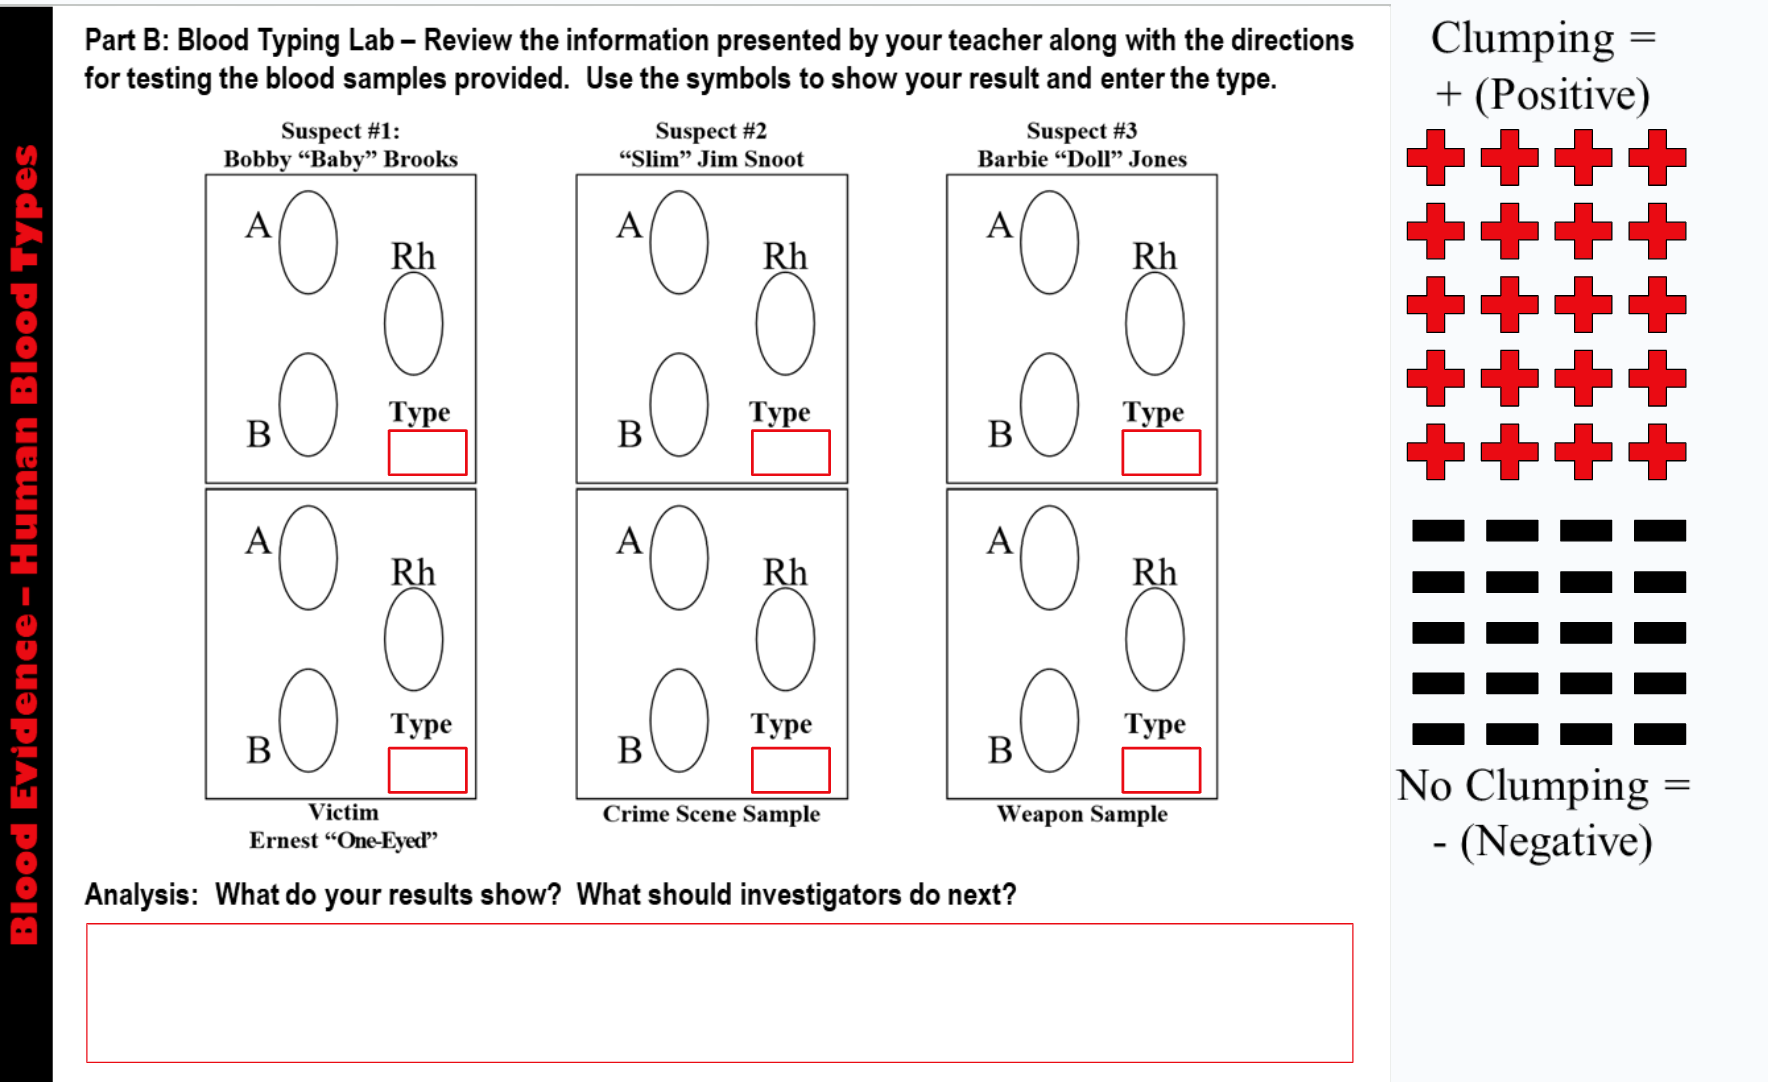 Blood Evidence – Human Blood Types
Part B: Blood Typing Lab – Review the information presented by your teacher along with the directions
for testing the blood samples provided.  Use the symbols to show your result and enter the type.
Suspect #1:
Bobby “Baby” Brooks
A
Rh
B
Type
Suspect #2
“Slim” Jim Snoot
A
Rh
B
Type
Suspect #3
Barbie “Doll” Jones
A
Rh
B
Type
A
Rh
B
Type
Victim
Ernest “One-Eyed”
A
Rh
B
Type
Crime Scene Sample
A
Rh
B
Type
Weapon Sample
Analysis:  What do your results show?  What should investigators do next?
Clumping =
+ (Positive)
No Clumping =
- (Negative)